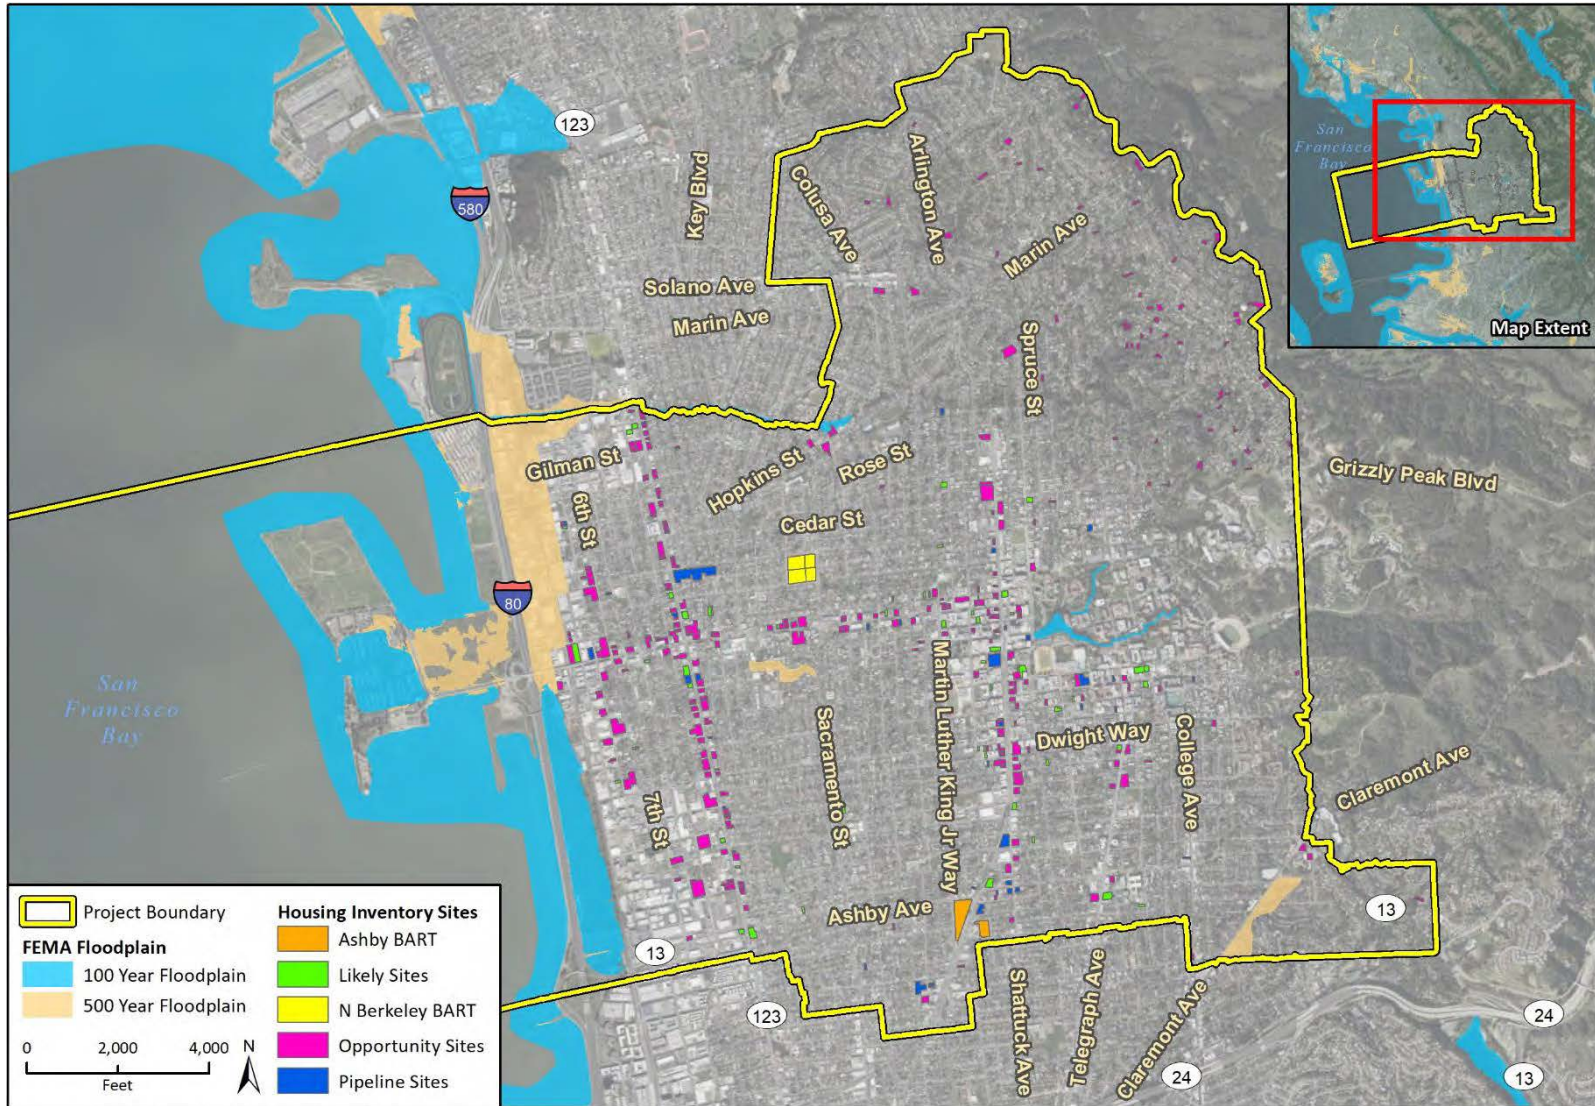 123
580
Key Blvd
Colusa Ave
Arlington Ave
Marin Ave
San
Francisco
Bay
Map Extent
Solano Ave
Marin Ave
Spruce St
Gilman St
Hopkins St
Rose St
Grizzly Peak Blvd
6th St
Cedar St
80
San
Francisco
Bay
Sacramento St
Martin Luther King Jr Way
Dwight Way
College Ave
Claremont Ave
7th St
Ashby Ave
13
13
123
Shattuck Ave
Telegraph Ave
Claremont Ave
24
24
13
Project Boundary
FEMA Floodplain
100 Year Floodplain
500 Year Floodplain
0 2,000 4,000
Feet
N
Housing Inventory Sites
Ashby BART
Likely Sites
N Berkeley BART
Opportunity Sites
Pipeline Sites